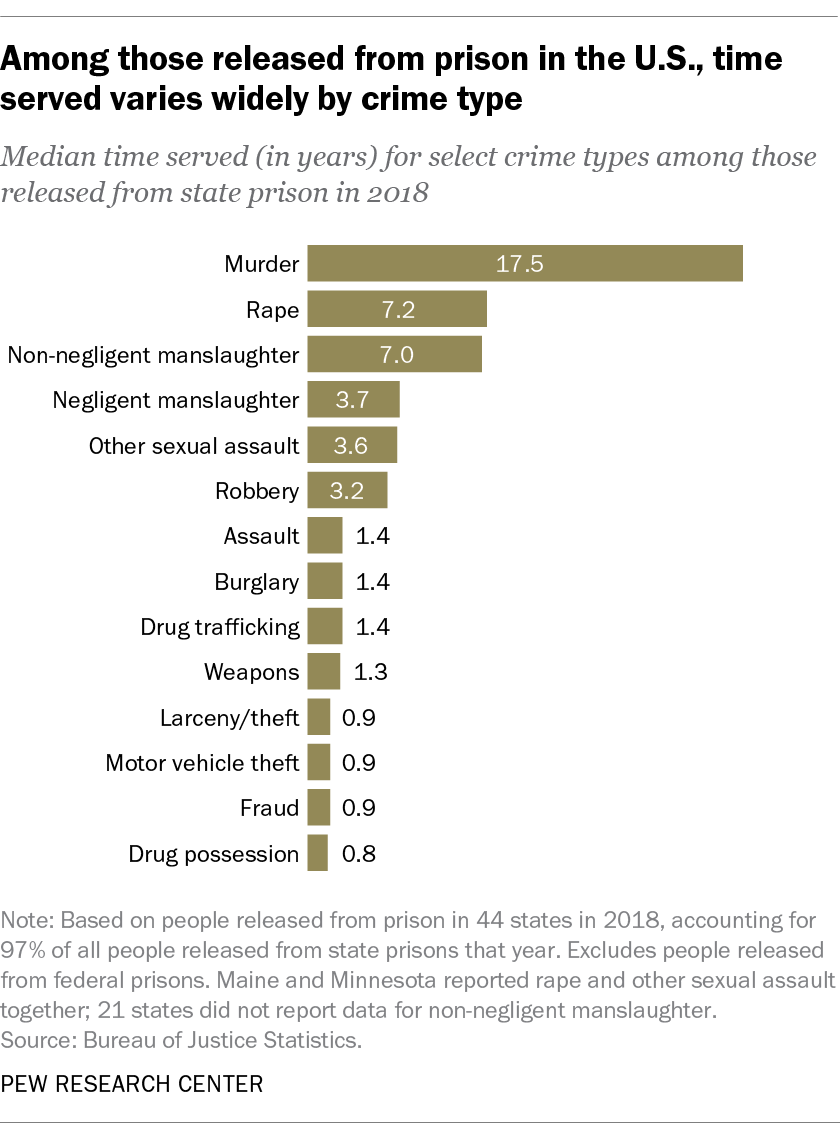 Among those released from prison in the U.S., time
served varies widely by crime type
Median time served (in years) for select crime types among those
released from state prison in 2018
Murder 17.5
Rape 7.2
Non-negligent manslaughter 7.0
Negligent manslaughter 3.7
Other sexual assault 3.6
Robbery 3.2
Assault 1.4
Burglary 1.4
Drug trafficking 1.4
Weapons 1.3
Larceny/theft 0.9
Motor vehicle theft 0.9
Fraud 0.9
Drug possession 0.8
Note: Based on people released from prison in 44 states in 2018, accounting for
97% of all people released from state prisons that year. Excludes people released
from federal prisons. Maine and Minnesota reported rape and other sexual assault
together; 21 states did not report data for non-negligent manslaughter.
Source: Bureau of Justice Statistics.
PEW RESEARCH CENTER